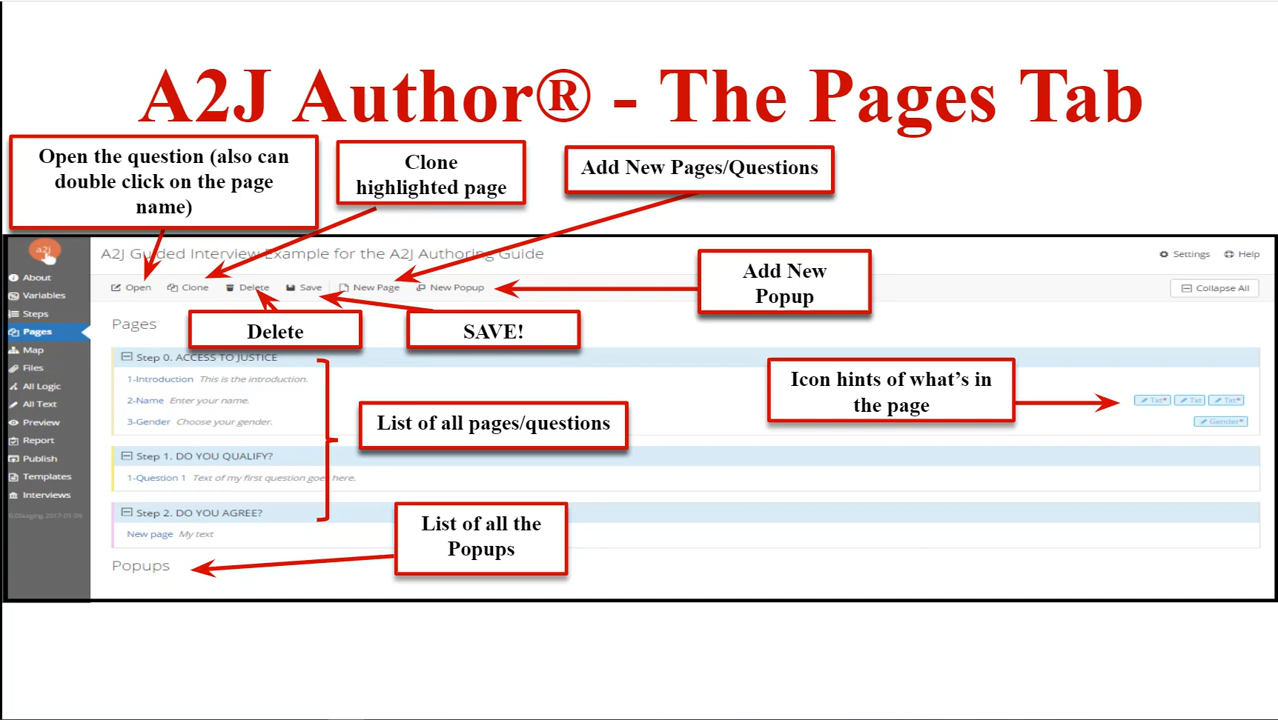 A2J Author® - The Pages Tab
Open the question (also can
double click on the page
name)
Clone
highlighted page
Add New Pages/Questions
a2j
A2J Guided Interview Example for the A2J Authoring Guide
Settings
Help
About
Variables
Steps
Pages
Map
Files
All Logic
All Text
Preview
Report
Publish
Templates
Interviews
Open
Clone
Delete
Save
New Page
New Popup
Collapse All
Add New
Popup
Delete
SAVE!
Pages
Step 0. ACCESS TO JUSTICE
1-Introduction This is the introduction.
2-Name Enter your name.
3-Gender Choose your gender.
Txt* Txt Txt*
Gender*
Icon hints of what’s in
the page
List of all pages/questions
Step 1. DO YOU QUALIFY?
1-Question 1 Text of my first question goes here.
Step 2. DO YOU AGREE?
New page My text
List of all the
Popups
Popups